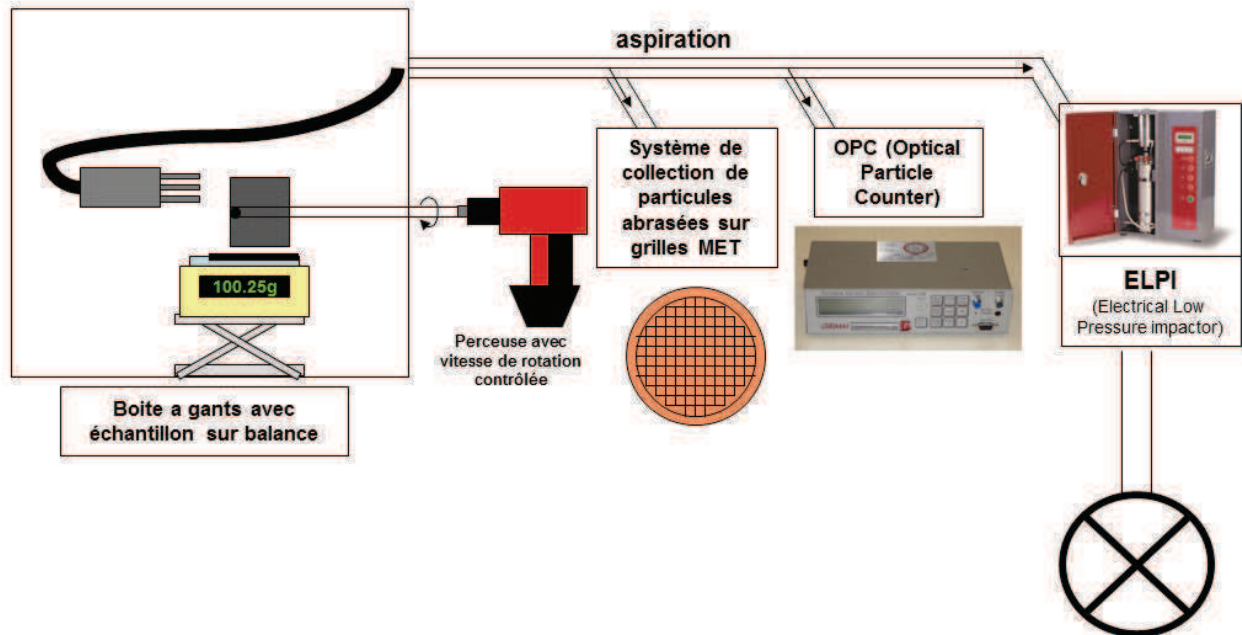 aspiration
Système de
collection de
particules
abrasées sur
grilles MET
OPC (Optical
Particle
Counter)
100.25g
Perceuse avec
vitesse de rotation
contrôlée
ELPI
(Electrical Low
Pressure impactor)
Boite a gants avec
échantillon sur balance